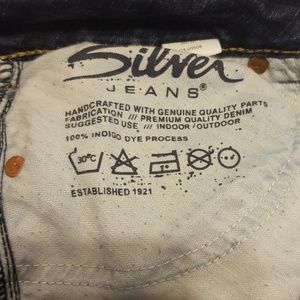 Silver
JEANS®
HANDCRAFTED WITH GENUINE QUALITY PARTS
FABRICATION /// PREMIUM QUALITY DENIM
SUGGESTED USE /// INDOOR / OUTDOOR
100% INDIGO DYE PROCESS
30°C
ESTABLISHED 1921